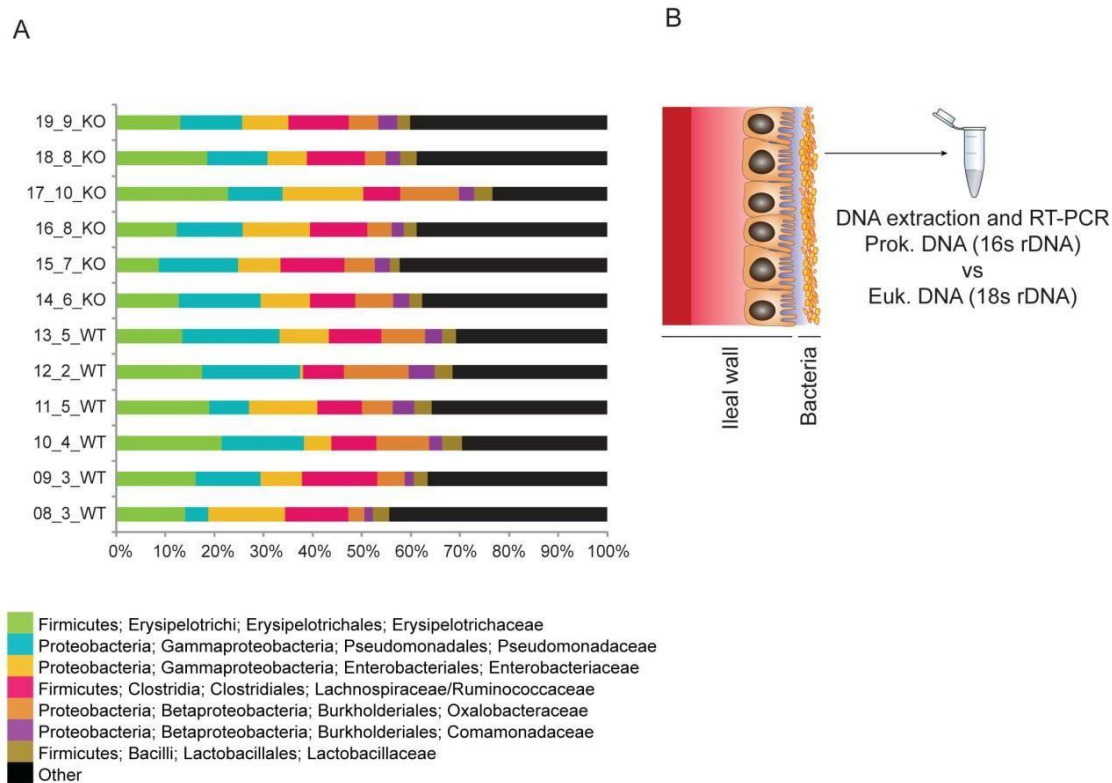 A
19_9_KO
18_8_KO
17_10_KO
16_8_KO
15_7_KO
14_6_KO
13_5_WT
12_2_WT
11_5_WT
10_4_WT
09_3_WT
08_3_WT
0% 10% 20% 30% 40% 50% 60% 70% 80% 90% 100%
Firmicutes; Erysipelotrichi; Erysipelotrichales; Erysipelotrichaceae
Proteobacteria; Gammaproteobacteria; Pseudomonadales; Pseudomonadaceae
Proteobacteria; Gammaproteobacteria; Enterobacteriales; Enterobacteriaceae
Firmicutes; Clostridia; Clostridiales; Lachnospiraceae/Ruminococcaceae
Proteobacteria; Betaproteobacteria; Burkholderiales; Oxalobacteraceae
Proteobacteria; Betaproteobacteria; Burkholderiales; Comamonadaceae
Firmicutes; Bacilli; Lactobacillales; Lactobacillaceae
Other
B
DNA extraction and RT-PCR
Prok. DNA (16s rDNA)
vs
Euk. DNA (18s rDNA)
Ileal wall
Bacteria